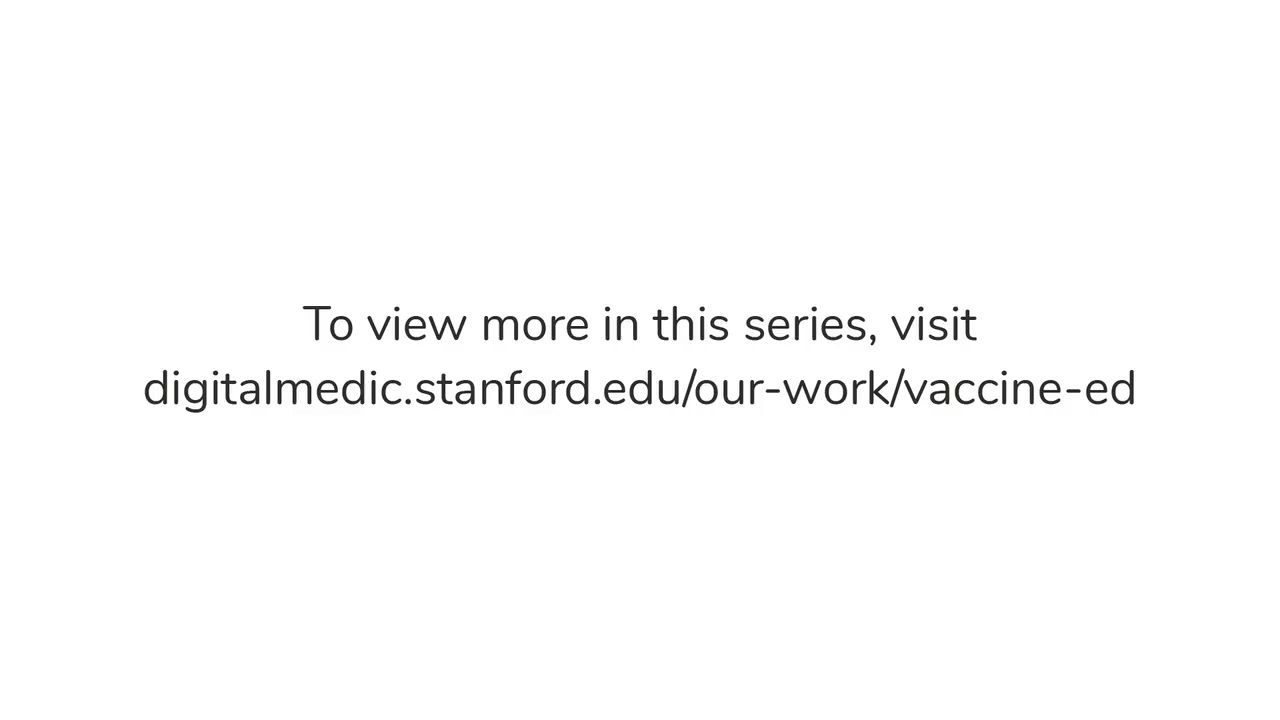 To view more in this series, visit
digitalmedic.stanford.edu/our-work/vaccine-ed